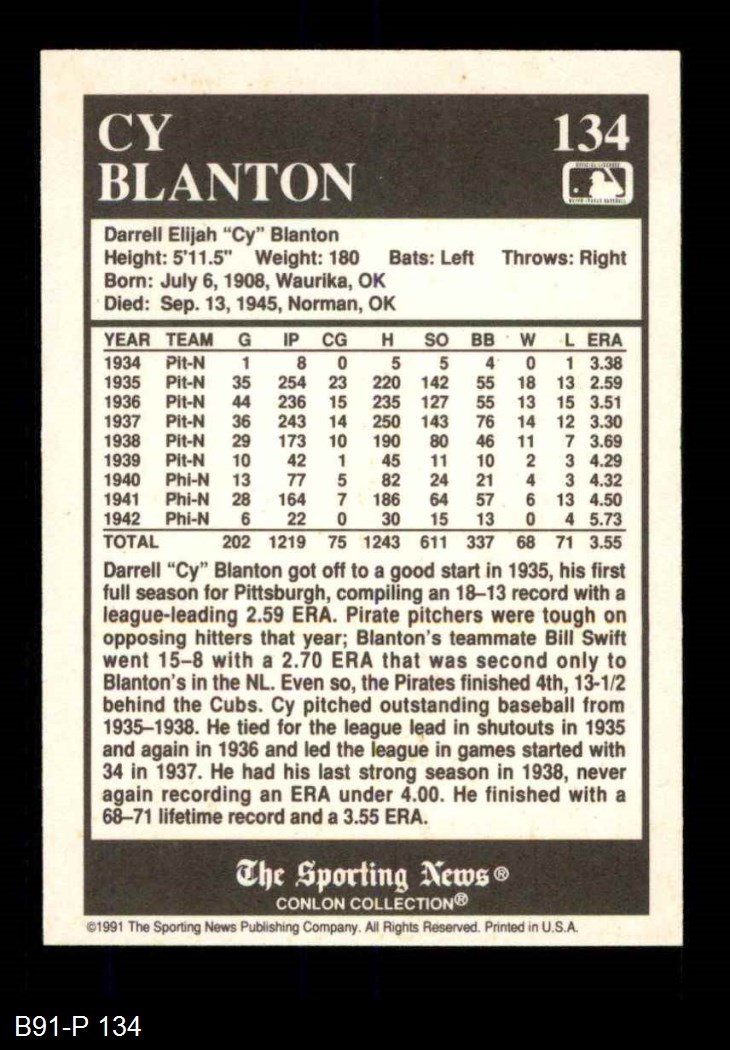 CY
BLANTON
134
Darrell Elijah “Cy” Blanton
Height: 5'11.5" Weight: 180 Bats: Left Throws: Right
Born: July 6, 1908, Waurika, OK
Died: Sep. 13, 1945, Norman, OK
YEAR TEAM G IP CG H SO BB W L ERA
1934 Pit-N 1 8 0 5 5 4 0 1 3.38
1935 Pit-N 35 254 23 220 142 55 18 13 2.59
1936 Pit-N 44 236 15 235 127 55 13 15 3.51
1937 Pit-N 36 243 14 250 143 76 14 12 3.30
1938 Pit-N 29 173 10 190 80 46 11 7 3.69
1939 Pit-N 10 42 1 45 11 10 2 3 4.29
1940 Phi-N 13 77 5 82 24 21 4 3 4.32
1941 Phi-N 28 164 7 186 64 57 6 13 4.50
1942 Phi-N 6 22 0 30 15 13 0 4 5.73
TOTAL 202 1219 75 1243 611 337 68 71 3.55
Darrell “Cy” Blanton got off to a good start in 1935, his first
full season for Pittsburgh, compiling an 18–13 record with a
league-leading 2.59 ERA. Pirate pitchers were tough on
opposing hitters that year; Blanton's teammate Bill Swift
went 15–8 with a 2.70 ERA that was second only to
Blanton's in the NL. Even so, the Pirates finished 4th, 13-1/2
behind the Cubs. Cy pitched outstanding baseball from
1935–1938. He tied for the league lead in shutouts in 1935
and again in 1936 and led the league in games started with
34 in 1937. He had his last strong season in 1938, never
again recording an ERA under 4.00. He finished with a
68–71 lifetime record and a 3.55 ERA.
The Sporting News®
CONLON COLLECTION®
©1991 The Sporting News Publishing Company. All Rights Reserved. Printed in U.S.A.
B91-P 134